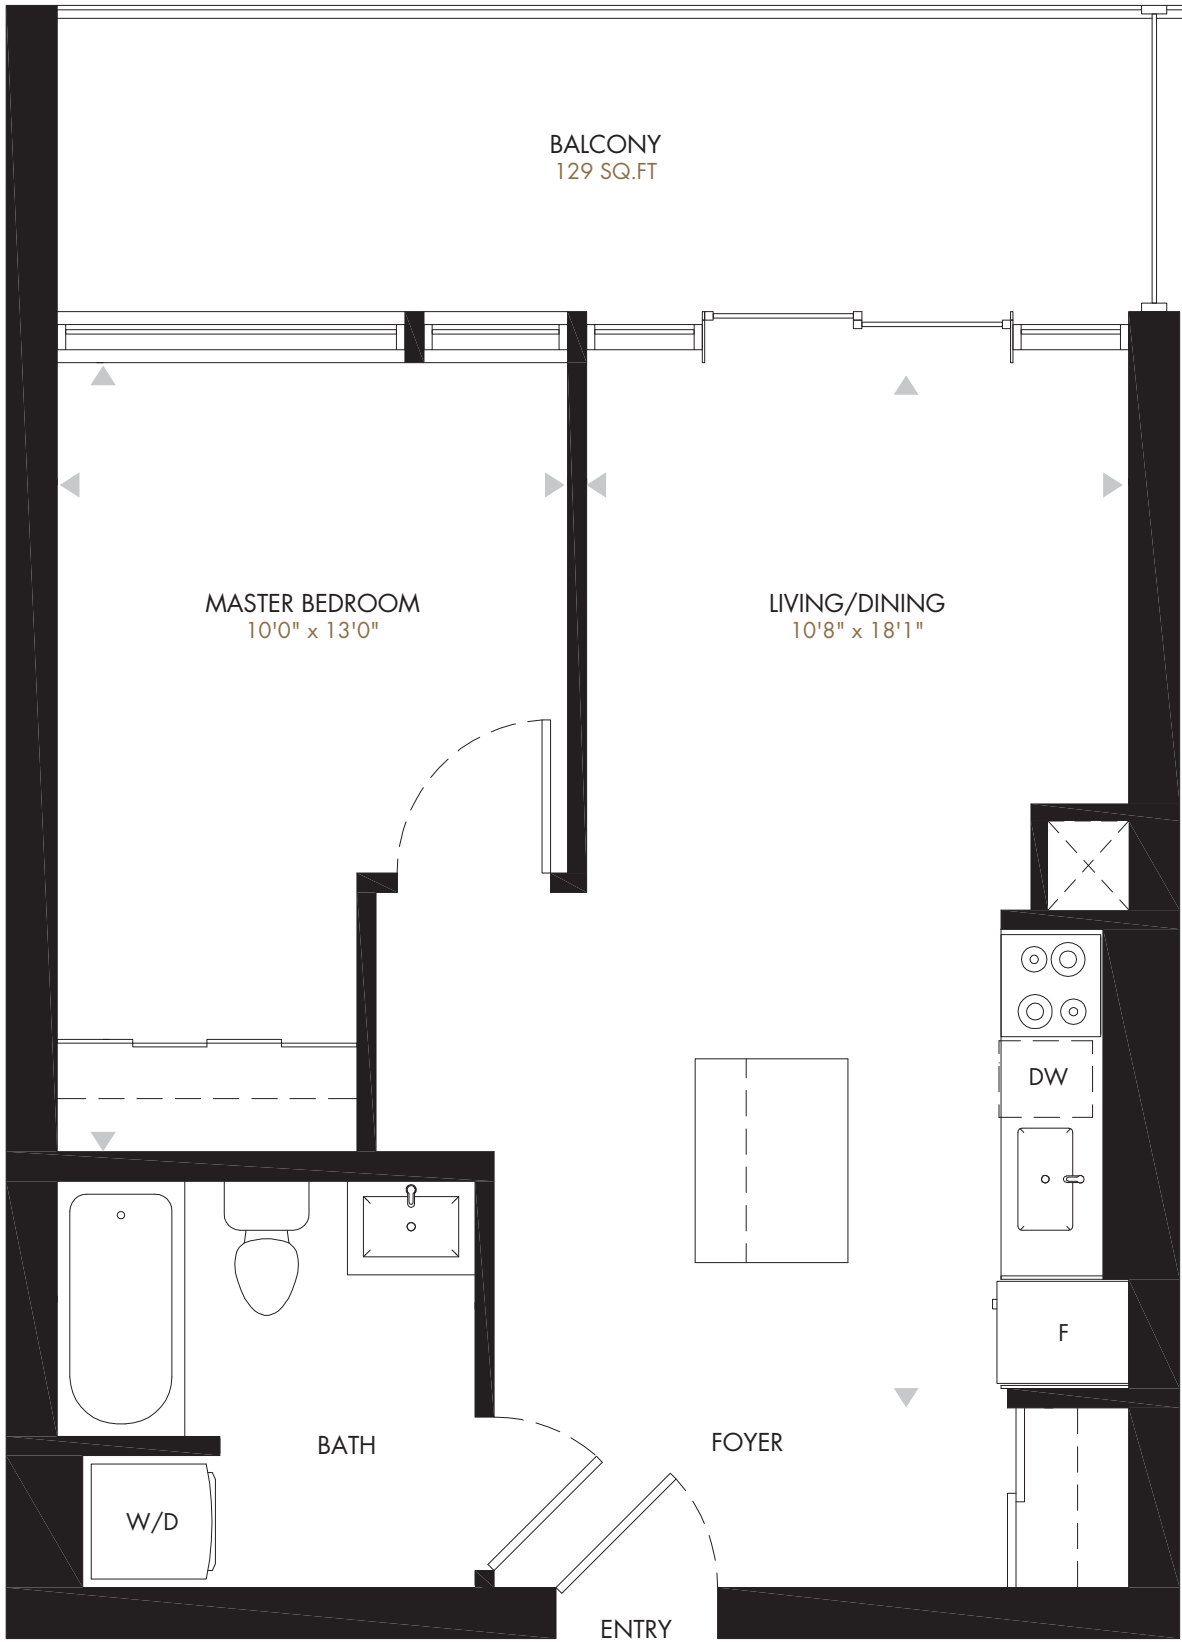 BALCONY
129 SQ.FT
MASTER BEDROOM
10'0" x 13'0"
LIVING/DINING
10'8" x 18'1"
DW
F
BATH
FOYER
W/D
ENTRY